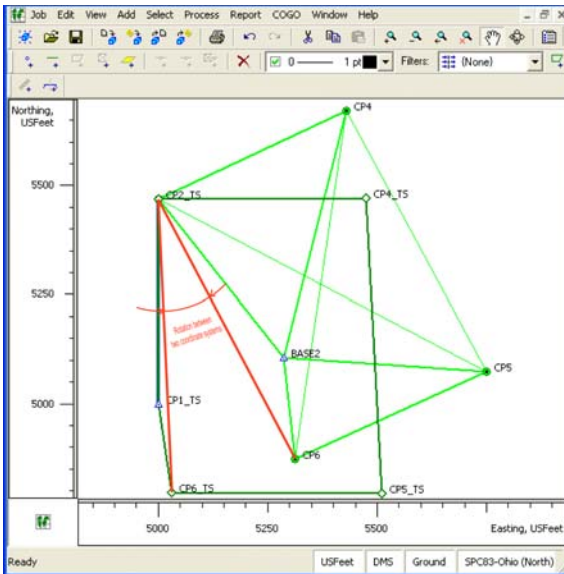 Job Edit View Add Select Process Report COGO Window Help
0 1 pt Filters: (None)
Northing,
USFeet
CP4
5500
CP2_TS
CP4_TS
5250
Rotation between
two coordinate systems
BASE2
CP5
5000
CP1_TS
CP6
CP6_TS
CP5_TS
5000 5250 5500 Easting, USFeet
Ready USFeet DMS Ground SPC83-Ohio (North)